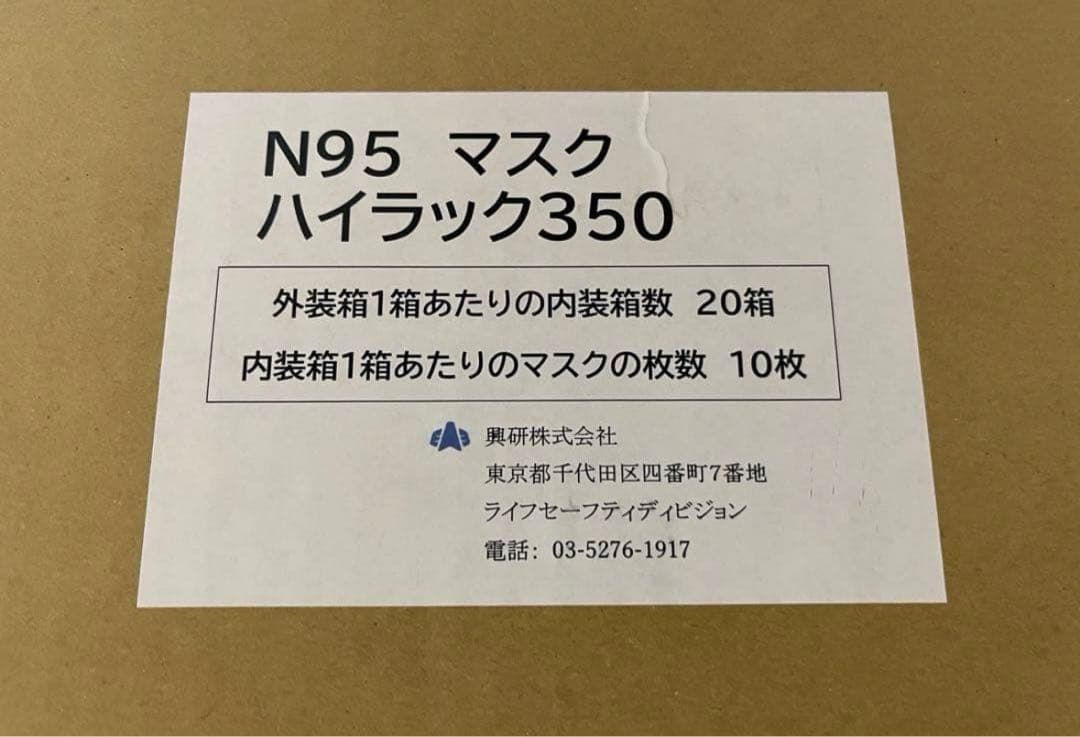 N95 マスク
ハイラック350
外装箱1箱あたりの内装箱数 20箱
内装箱1箱あたりのマスクの枚数 10枚
興研株式会社
東京都千代田区四番町7番地
ライフセーフティディビジョン
電話: 03-5276-1917